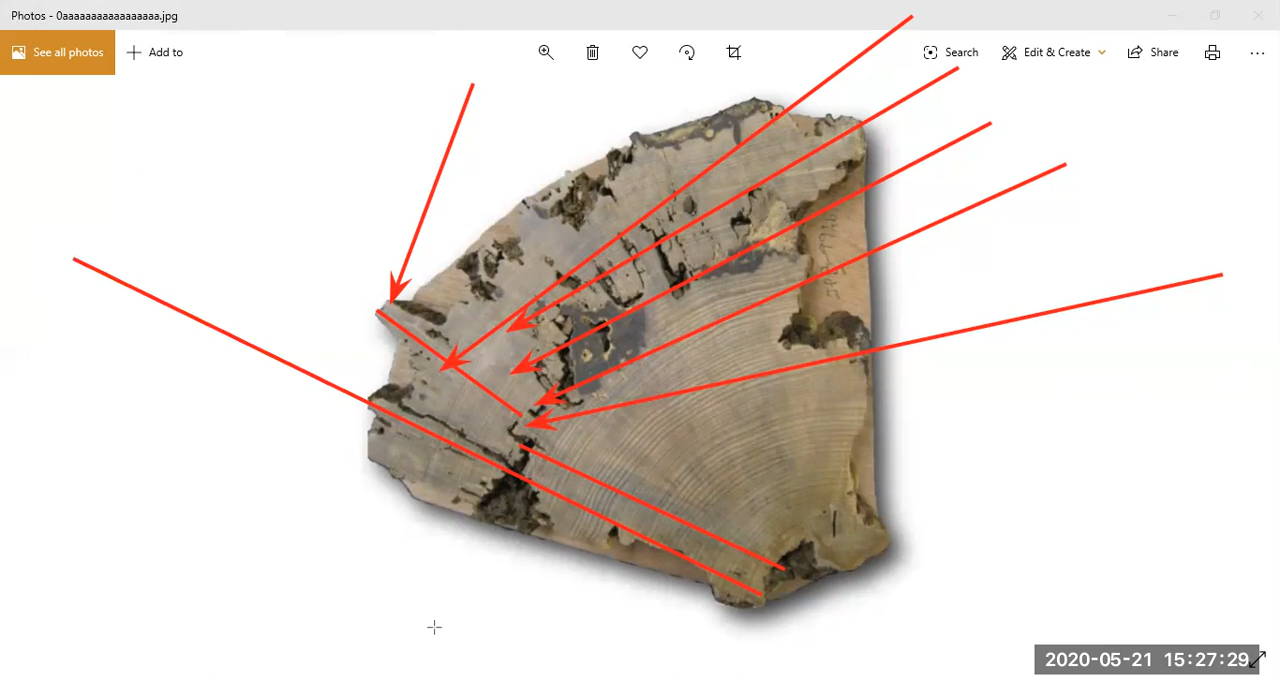 Photos - 0aaaaaaaaaaaaaaaaa.jpg
See all photos
Add to
Search
Edit & Create
Share
2020-05-21 15:27:29